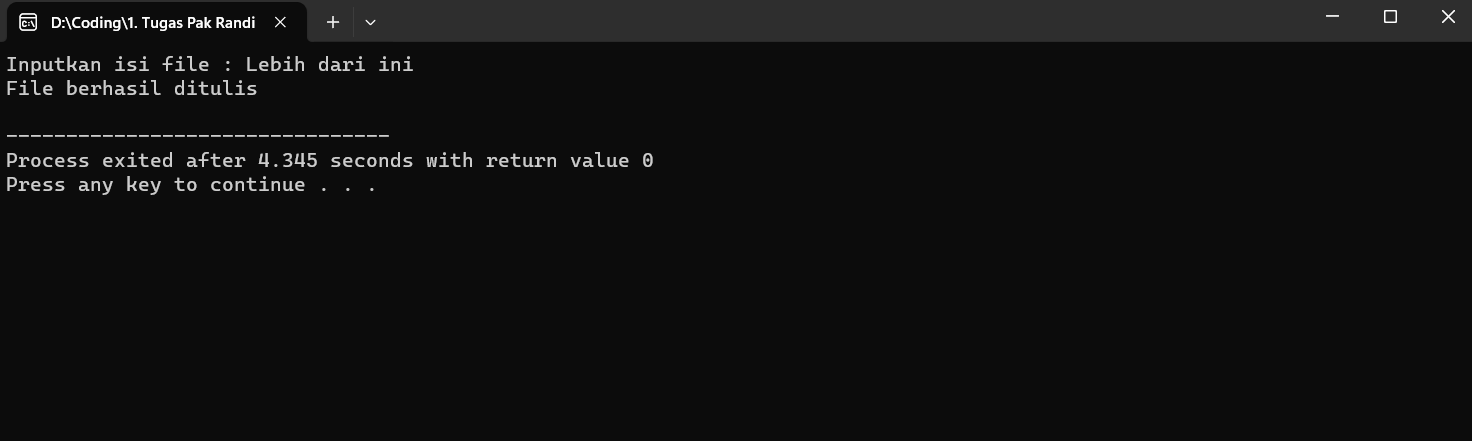 D:\Coding\1. Tugas Pak Randi
Inputkan isi file : Lebih dari ini
File berhasil ditulis
--------------------------------
Process exited after 4.345 seconds with return value 0
Press any key to continue . . .